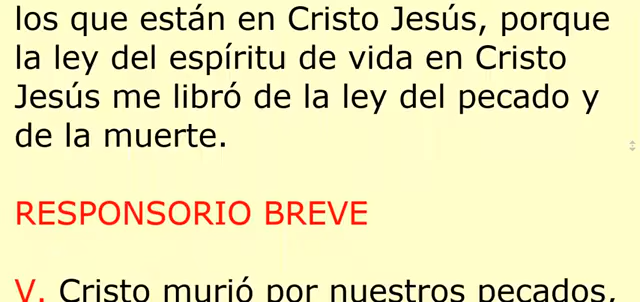 los que están en Cristo Jesús, porque
la ley del espíritu de vida en Cristo
Jesús me libró de la ley del pecado y
de la muerte.
RESPONSORIO BREVE
V. Cristo murió por nuestros pecados,